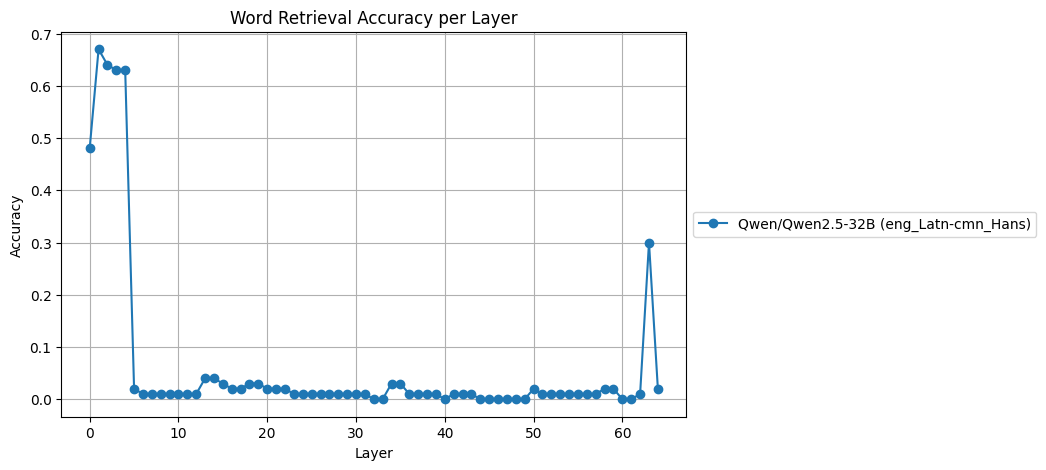 Word Retrieval Accuracy per Layer
0.7
0.6
0.5
0.4
0.3
0.2
0.1
0.0
Accuracy
0 10 20 30 40 50 60
Layer
Qwen/Qwen2.5-32B (eng_Latn-cmn_Hans)